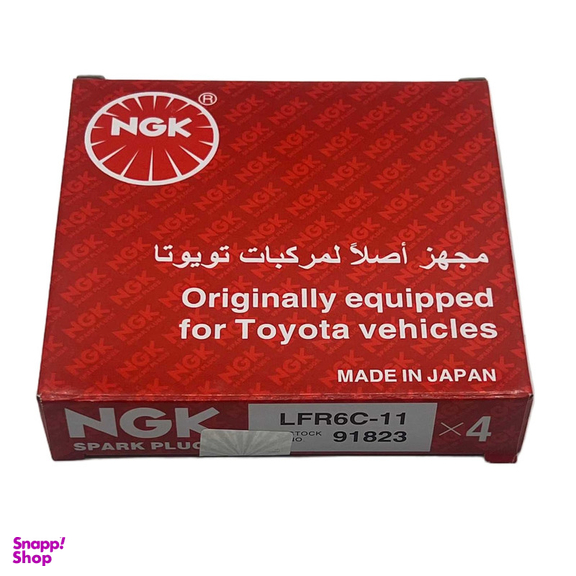 NGK ®
مجهز أصلاً لمركبات تويوتا
Originally equipped
for Toyota vehicles
MADE IN JAPAN
NGK
SPARK PLUG
LFR6C-11
STOCK
NO
91823
×4
Snapp!
Shop